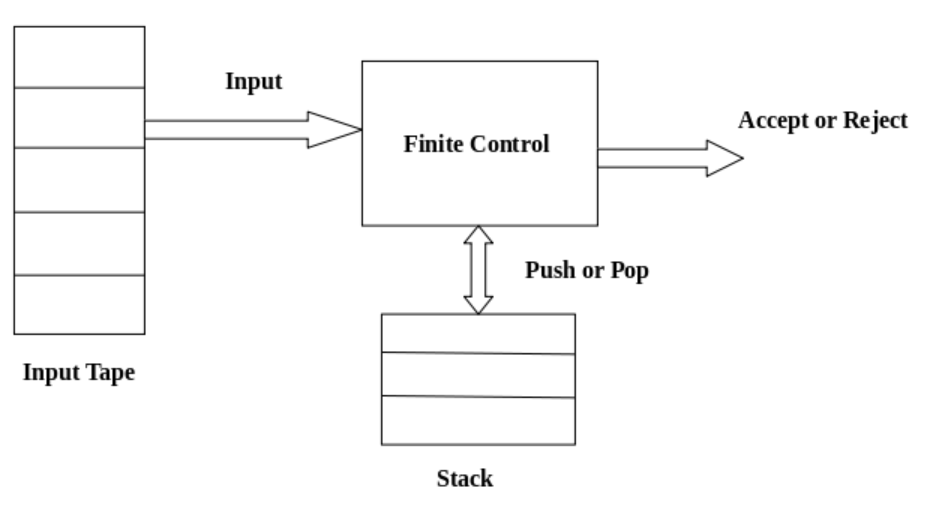 Input
Accept or Reject
Finite Control
Push or Pop
Input Tape
Stack